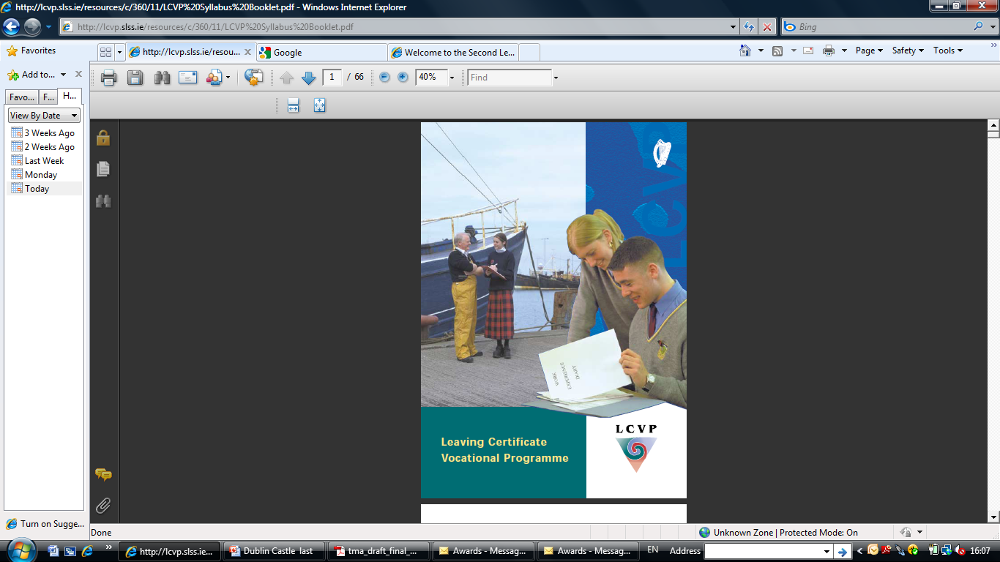 http://lcvp.slss.ie/resources/c/360/11/LCVP%20Syllabus%20Booklet.pdf - Windows Internet Explorer
http://lcvp.slss.ie/resources/c/360/11/LCVP%20Syllabus%20Booklet.pdf
Bing
Favorites
http://lcvp.slss.ie/resou...
Google
Welcome to the Second Le...
Page
Safety
Tools
Add to...
1 / 66
40%
Find
Favo...
F...
H...
View By Date
3 Weeks Ago
2 Weeks Ago
Last Week
Monday
Today
LCVP
WORK
EXPERIENCE
DIARY
LCVP
Leaving Certificate
Vocational Programme
Turn on Sugge...
Done
Unknown Zone | Protected Mode: On
http://lcvp.slss.ie...
Dublin Castle last
tma_draft_final_...
Awards - Messag...
Awards - Messag...
EN
Address
16:07